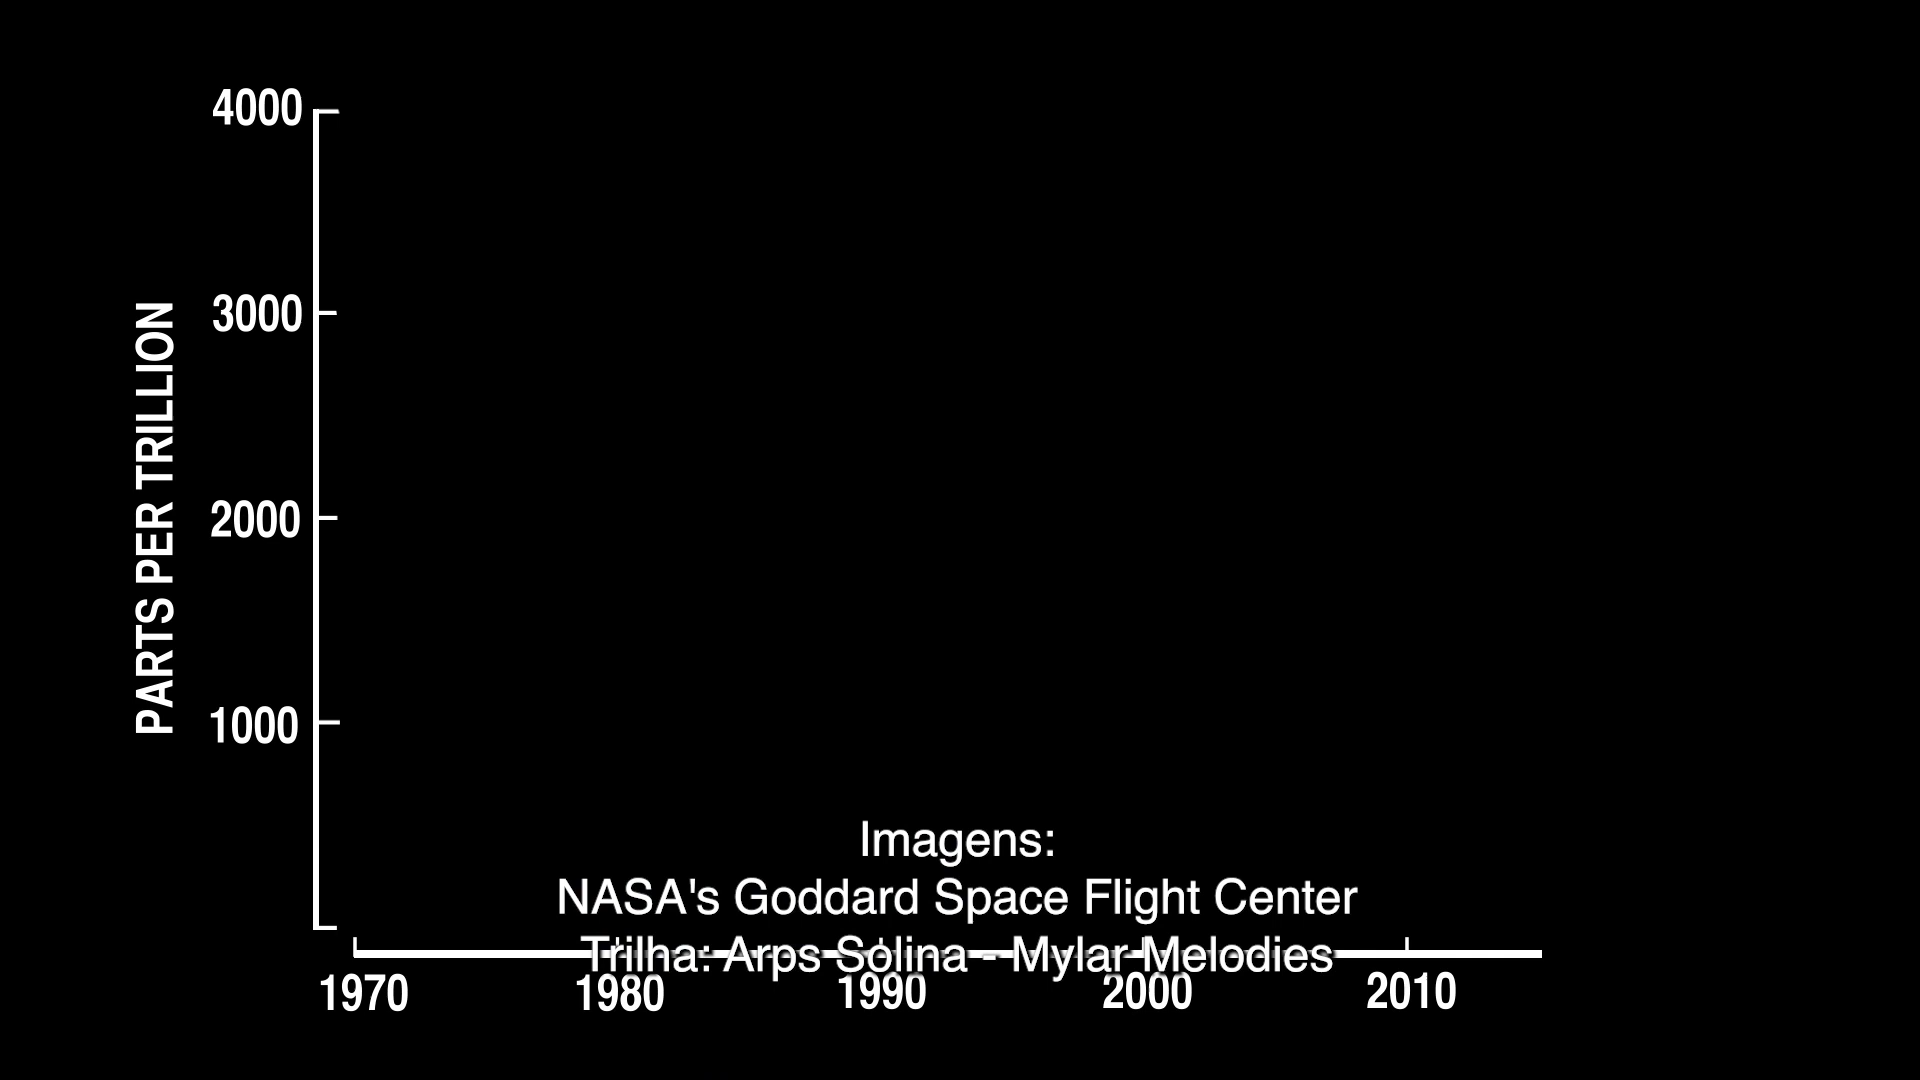 4000
3000
2000
1000
PARTS PER TRILLION
Imagens:
NASA's Goddard Space Flight Center
Trilha: Arps Solina - Mylar Melodies
1970 1980 1990 2000 2010